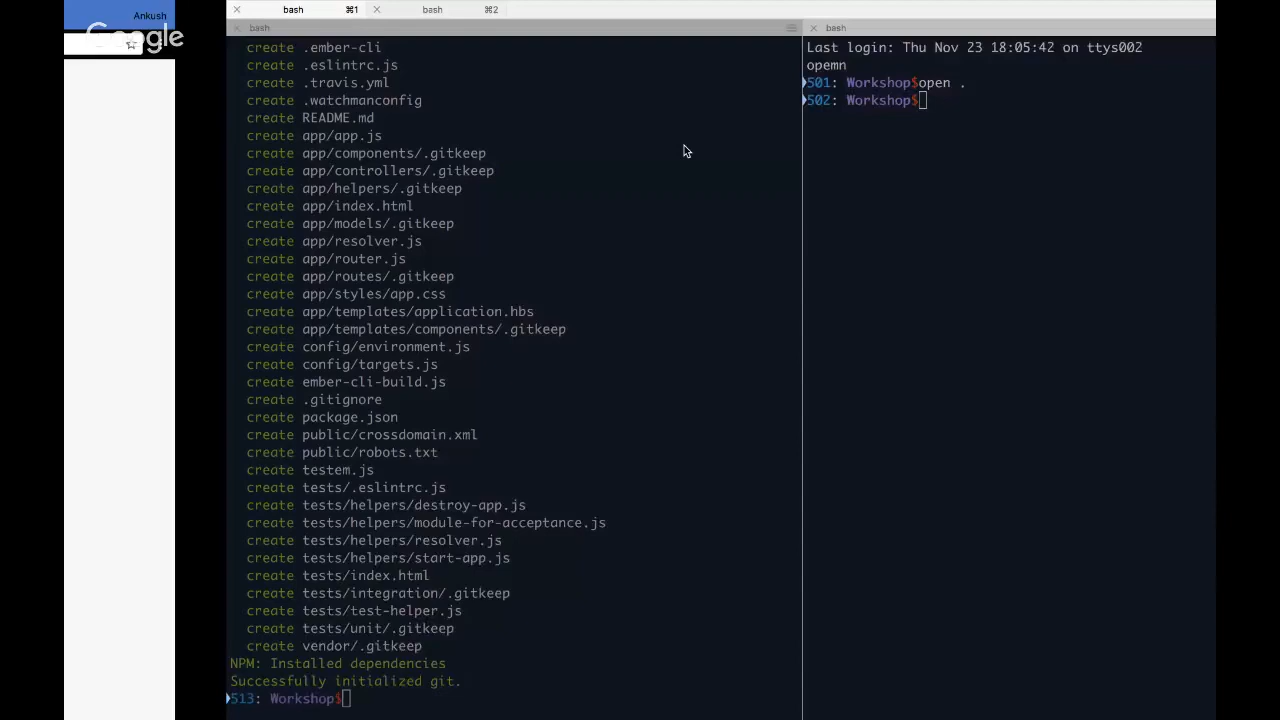 Ankush
Google
bash ⌘1
bash ⌘2
bash
create .ember-cli
create .eslintrc.js
create .travis.yml
create .watchmanconfig
create README.md
create app/app.js
create app/components/.gitkeep
create app/controllers/.gitkeep
create app/helpers/.gitkeep
create app/index.html
create app/models/.gitkeep
create app/resolver.js
create app/router.js
create app/routes/.gitkeep
create app/styles/app.css
create app/templates/application.hbs
create app/templates/components/.gitkeep
create config/environment.js
create config/targets.js
create ember-cli-build.js
create .gitignore
create package.json
create public/crossdomain.xml
create public/robots.txt
create testem.js
create tests/.eslintrc.js
create tests/helpers/destroy-app.js
create tests/helpers/module-for-acceptance.js
create tests/helpers/resolver.js
create tests/helpers/start-app.js
create tests/index.html
create tests/integration/.gitkeep
create tests/test-helper.js
create tests/unit/.gitkeep
create vendor/.gitkeep
NPM: Installed dependencies
Successfully initialized git.
513: Workshop$
bash
Last login: Thu Nov 23 18:05:42 on ttys002
opemn
501: Workshop$open .
502: Workshop$